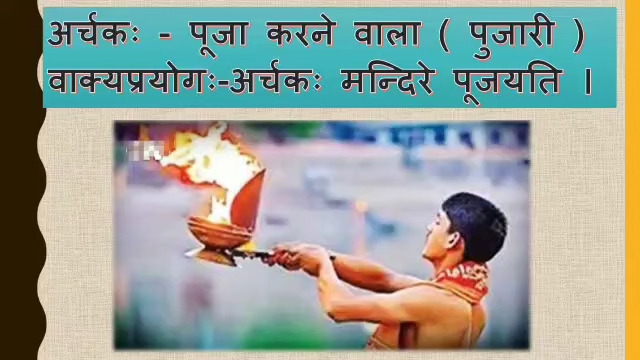 अर्चकः - पूजा करने वाला ( पुजारी )
वाक्यप्रयोगः-अर्चकः मन्दिरे पूजयति ।